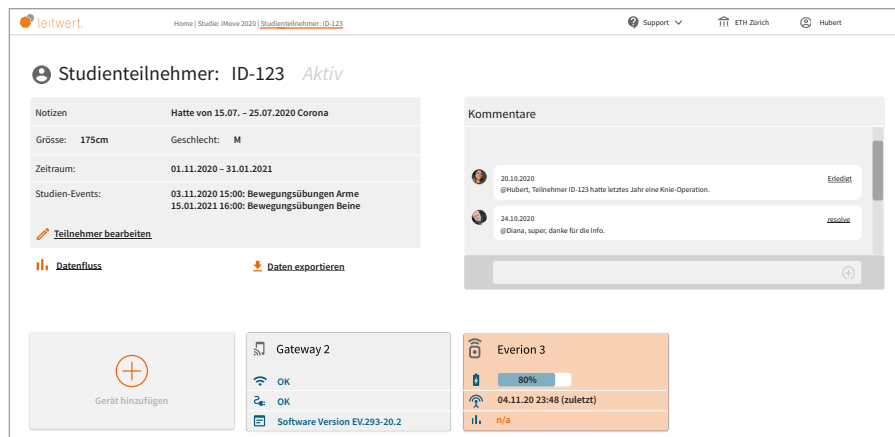 leitwert.
Home | Studie: iMove 2020 | Studienteilnehmer: ID-123
Support
ETH Zürich
Hubert
Studienteilnehmer: ID-123 Aktiv
Notizen Hatte von 15.07. – 25.07.2020 Corona
Grösse: 175cm Geschlecht: M
Zeitraum: 01.11.2020 – 31.01.2021
Studien-Events: 03.11.2020 15:00: Bewegungsübungen Arme
15.01.2021 16:00: Bewegungsübungen Beine
Teilnehmer bearbeiten
Datenfluss
Daten exportieren
Kommentare
20.10.2020
@Hubert, Teilnehmer ID-123 hatte letztes Jahr eine Knie-Operation.
Erledigt
24.10.2020
@Diana, super, danke für die Info.
resolve
Gerät hinzufügen
Gateway 2
OK
OK
Software Version EV.293-20.2
Everion 3
80%
04.11.20 23:48 (zuletzt)
n/a